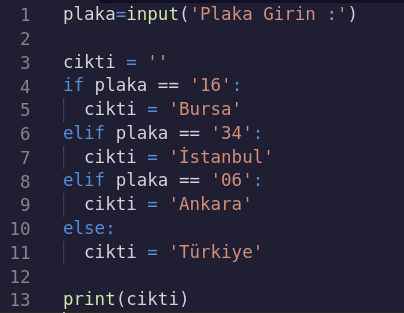 1 plaka=input('Plaka Girin :')
2
3 cikti = ''
4 if plaka == '16':
5   cikti = 'Bursa'
6 elif plaka == '34':
7   cikti = 'İstanbul'
8 elif plaka == '06':
9   cikti = 'Ankara'
10 else:
11   cikti = 'Türkiye'
12
13 print(cikti)